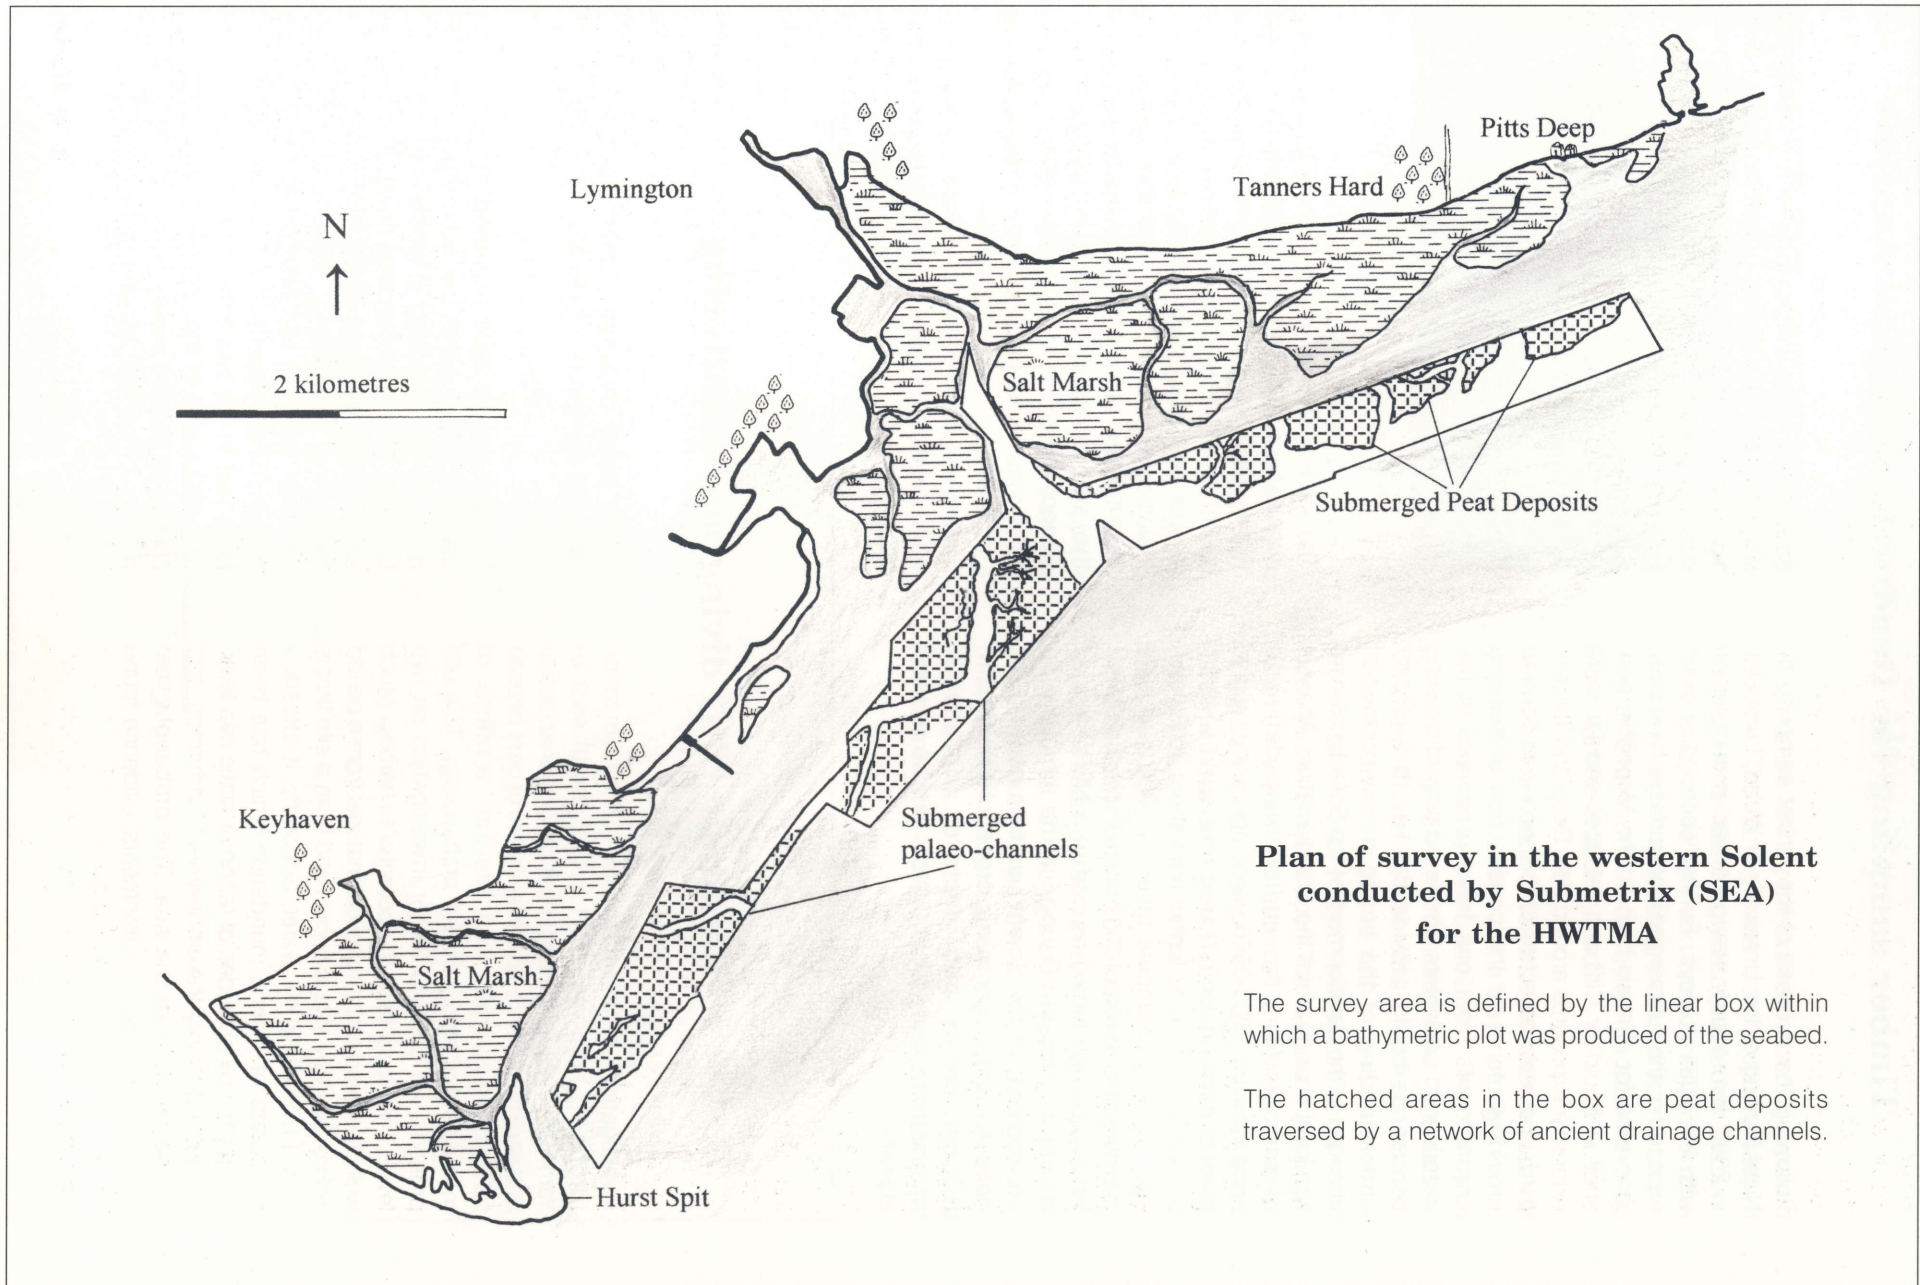 Pitts Deep
Tanners Hard
Lymington
N
2 kilometres
Salt Marsh
Submerged Peat Deposits
Submerged
palaeo-channels
Keyhaven
Salt Marsh
Hurst Spit
Plan of survey in the western Solent
conducted by Submetrix (SEA)
for the HWTMA
The survey area is defined by the linear box within
which a bathymetric plot was produced of the seabed.
The hatched areas in the box are peat deposits
traversed by a network of ancient drainage channels.